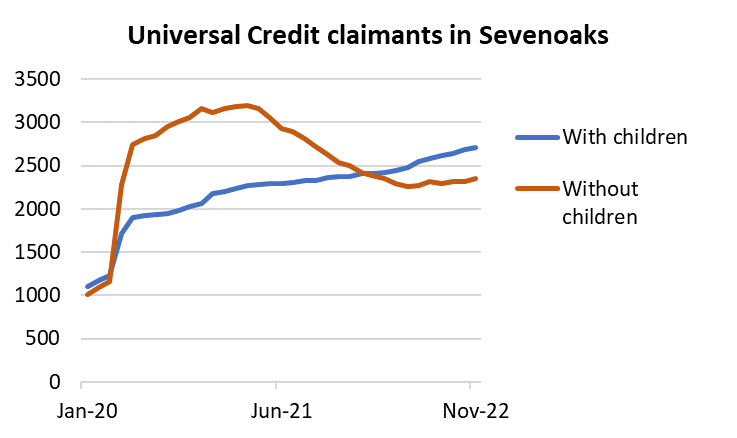 Universal Credit claimants in Sevenoaks
3500
3000
2500
2000
1500
1000
500
0
Jan-20
Jun-21
Nov-22
With children
Without
children